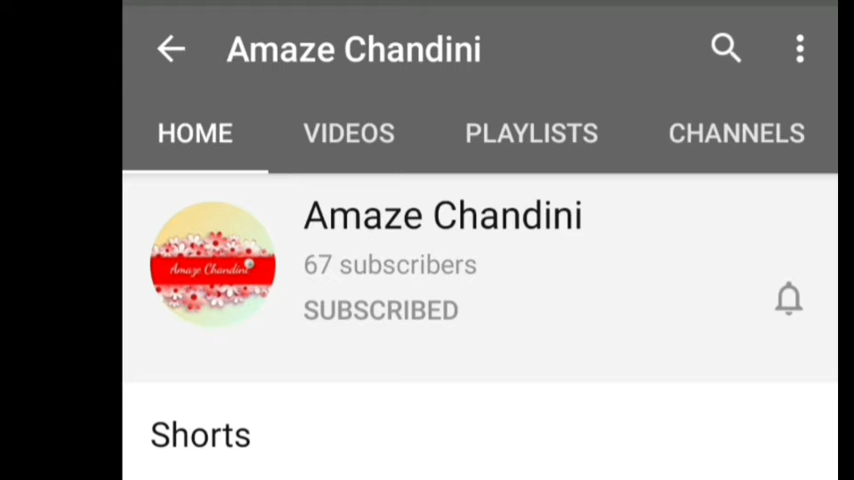 Amaze Chandini
HOME VIDEOS PLAYLISTS CHANNELS
Amaze Chandini
Amaze Chandini
67 subscribers
SUBSCRIBED
Shorts